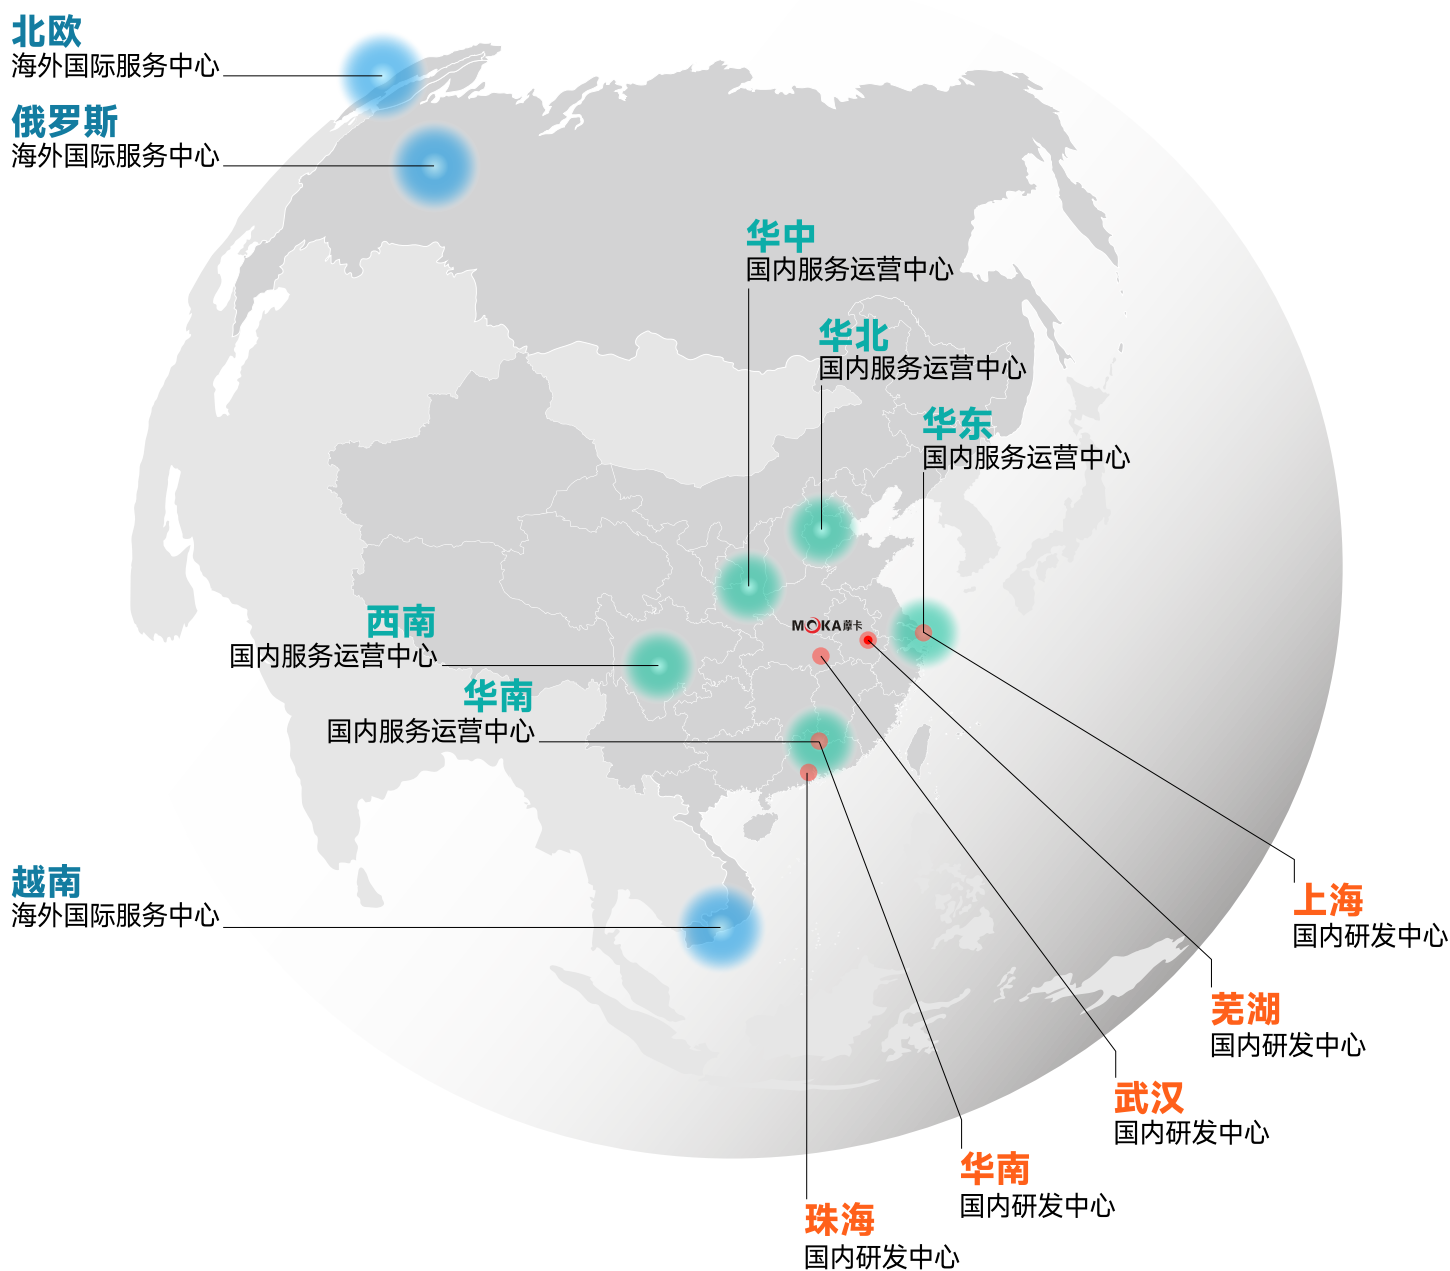 北欧
海外国际服务中心
俄罗斯
海外国际服务中心
华中
国内服务运营中心
华北
国内服务运营中心
华东
国内服务运营中心
西南
国内服务运营中心
MOKA摩卡
华南
国内服务运营中心
越南
海外国际服务中心
上海
国内研发中心
芜湖
国内研发中心
武汉
国内研发中心
华南
国内研发中心
珠海
国内研发中心